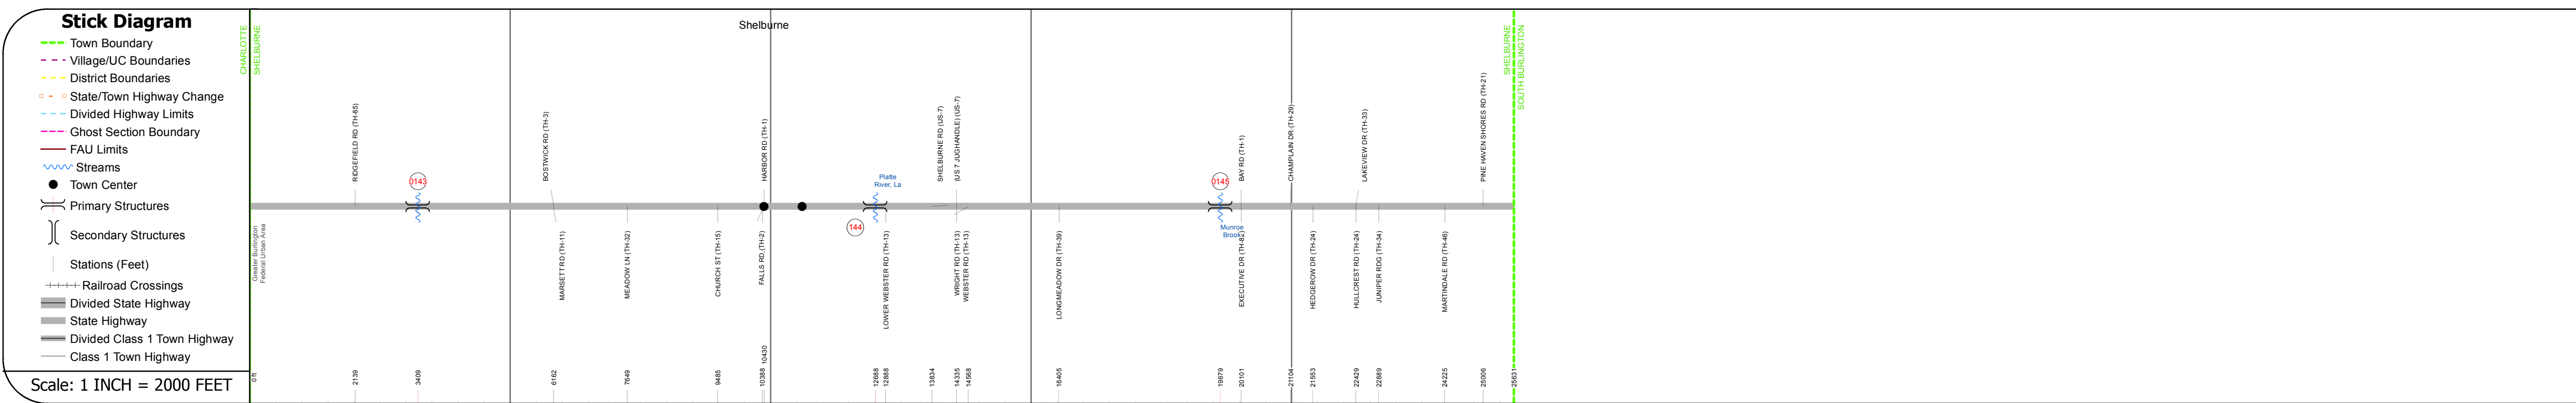 Stick Diagram
Town Boundary
Village/UC Boundaries
District Boundaries
State/Town Highway Change
Divided Highway Limits
Ghost Section Boundary
FAU Limits
Streams
Town Center
Primary Structures
Secondary Structures
Stations (Feet)
Railroad Crossings
Divided State Highway
State Highway
Divided Class 1 Town Highway
Class 1 Town Highway
Scale: 1 INCH = 2000 FEET
CHARLOTTE
SHELBURNE
Shelburne
SHELBURNE
SOUTH BURLINGTON
RIDGEFIELD RD (TH-85)
BOSTWICK RD (TH-3)
HARBOR RD (TH-1)
SHELBURNE RD (US-7)
(US 7 JUGHANDLE) (US-7)
BAY RD (TH-1)
CHAMPLAIN DR (TH-29)
LAKEVIEW DR (TH-33)
PINE HAVEN SHORES RD (TH-21)
0143
Platte
River, La
144
0145
Munroe
Brook
Greater Burlington
Federal Urban Area
MARSETT RD (TH-11)
MEADOW LN (TH-32)
CHURCH ST (TH-15)
FALLS RD (TH-2)
LOWER WEBSTER RD (TH-13)
WRIGHT RD (TH-13)
WEBSTER RD (TH-13)
LONGMEADOW DR (TH-39)
EXECUTIVE DR (TH-82)
HEDGEROW DR (TH-24)
HULLCREST RD (TH-24)
JUNIPER RDG (TH-34)
MARTINDALE RD (TH-46)
0 ft
2139
3409
6162
7649
9485
10388
10430
12688
12888
13834
14335
14568
16405
19679
20101
21104
21553
22429
22889
24225
25006
25631